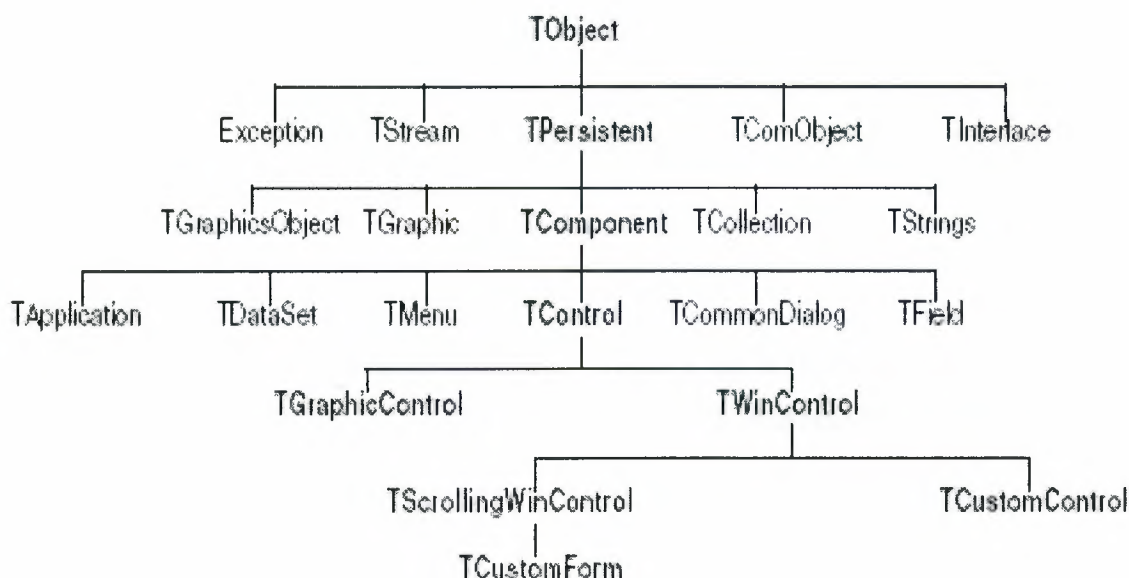 TObject
Exception TStream TPersistent TComObject TInterface
TGraphicsObject TGraphic TComponent TCollection TStrings
TApplication TDataSet TMenu TControl TCommonDialog TField
TGraphicControl TWinControl
TScrollingWinControl TCustomControl
TCustomForm